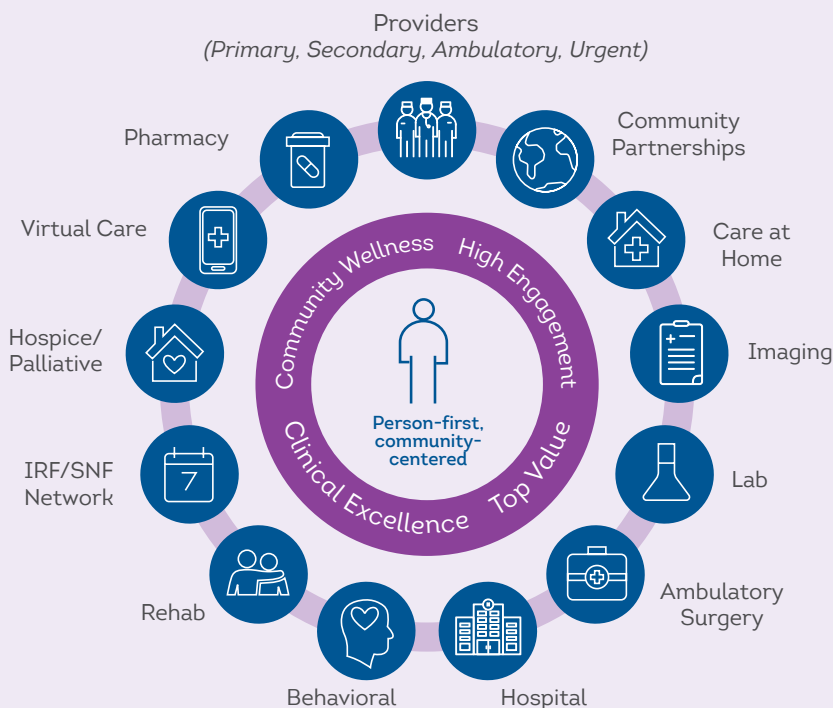 Providers
(Primary, Secondary, Ambulatory, Urgent)
Community
Partnerships
Care at
Home
Imaging
Lab
Ambulatory
Surgery
Hospital
Behavioral
Rehab
IRF/SNF
Network
7
Hospice/
Palliative
Virtual Care
Pharmacy
Community Wellness
High Engagement
Top Value
Clinical Excellence
Person-first,
community-
centered